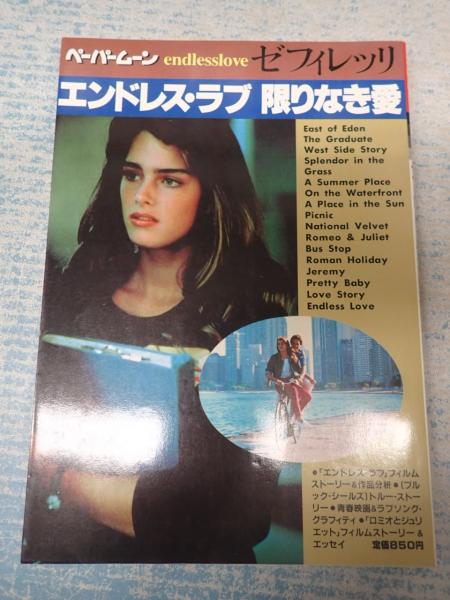 ペーパームーン endlesslove ゼフィレッリ
エンドレス・ラブ 限りなき愛
East of Eden
The Graduate
West Side Story
Splendor in the
Grass
A Summer Place
On the Waterfront
A Place in the Sun
Picnic
National Velvet
Romeo & Juliet
Bus Stop
Roman Holiday
Jeremy
Pretty Baby
Love Story
Endless Love
●「エンドレス・ラブ」フィルム
ストーリー&作品分析●〔ブル
ック・シールズ〕トルー・ストー
リー●青春映画&ラブソング・
グラフィティ●「ロミオとジュリ
エット」フィルムストーリー&
エッセイ 定価850円